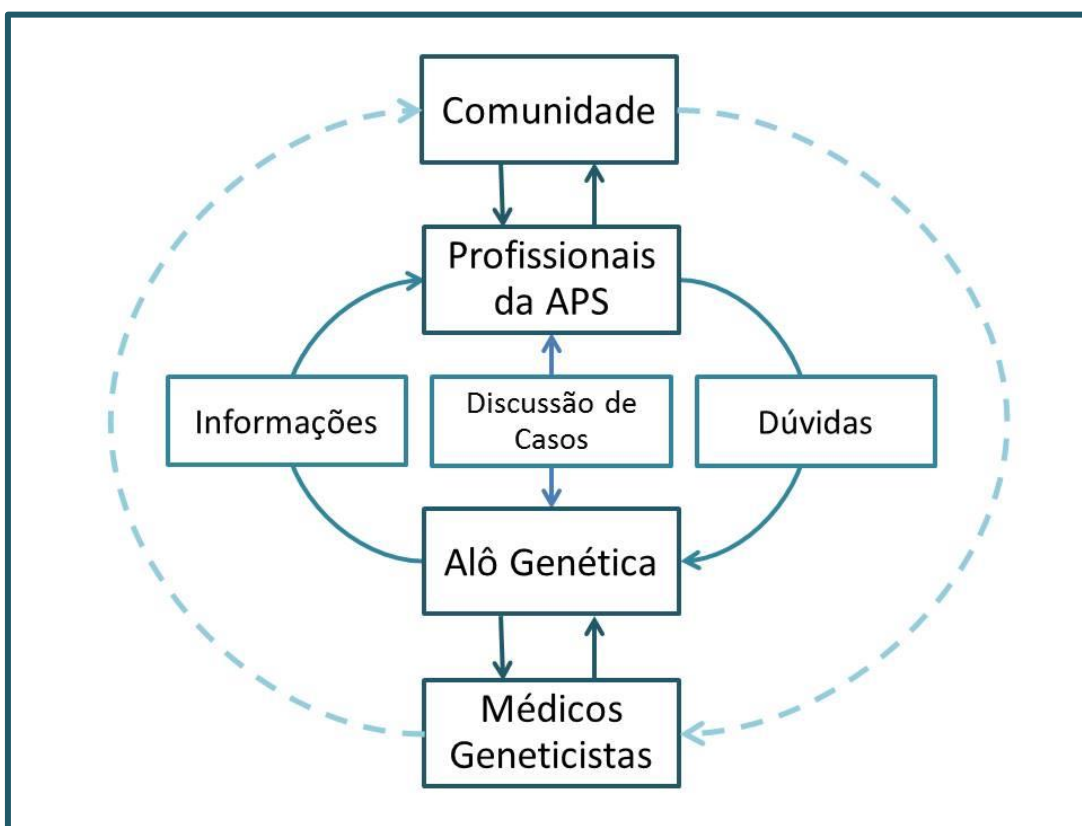 Comunidade
Profissionais
da APS
Informações
Discussão de
Casos
Dúvidas
Alô Genética
Médicos
Geneticistas